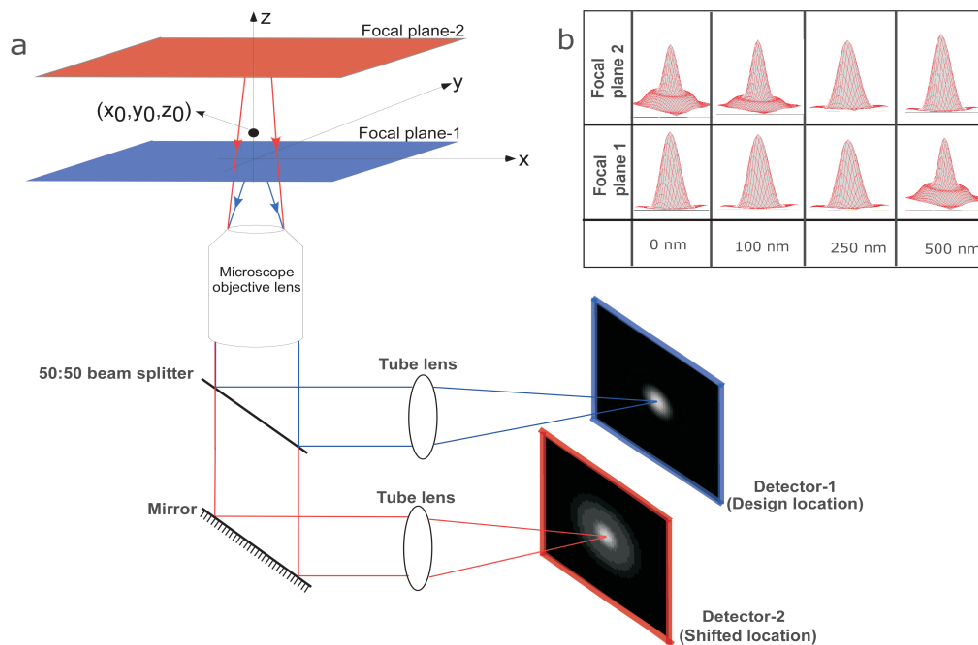 a
z
Focal plane-2
y
(x0,y0,z0)
Focal plane-1
x
Microscope
objective lens
50:50 beam splitter
Tube lens
Detector-1
(Design location)
Mirror
Tube lens
Detector-2
(Shifted location)
b
Focal
plane 2
Focal
plane 1
0 nm
100 nm
250 nm
500 nm